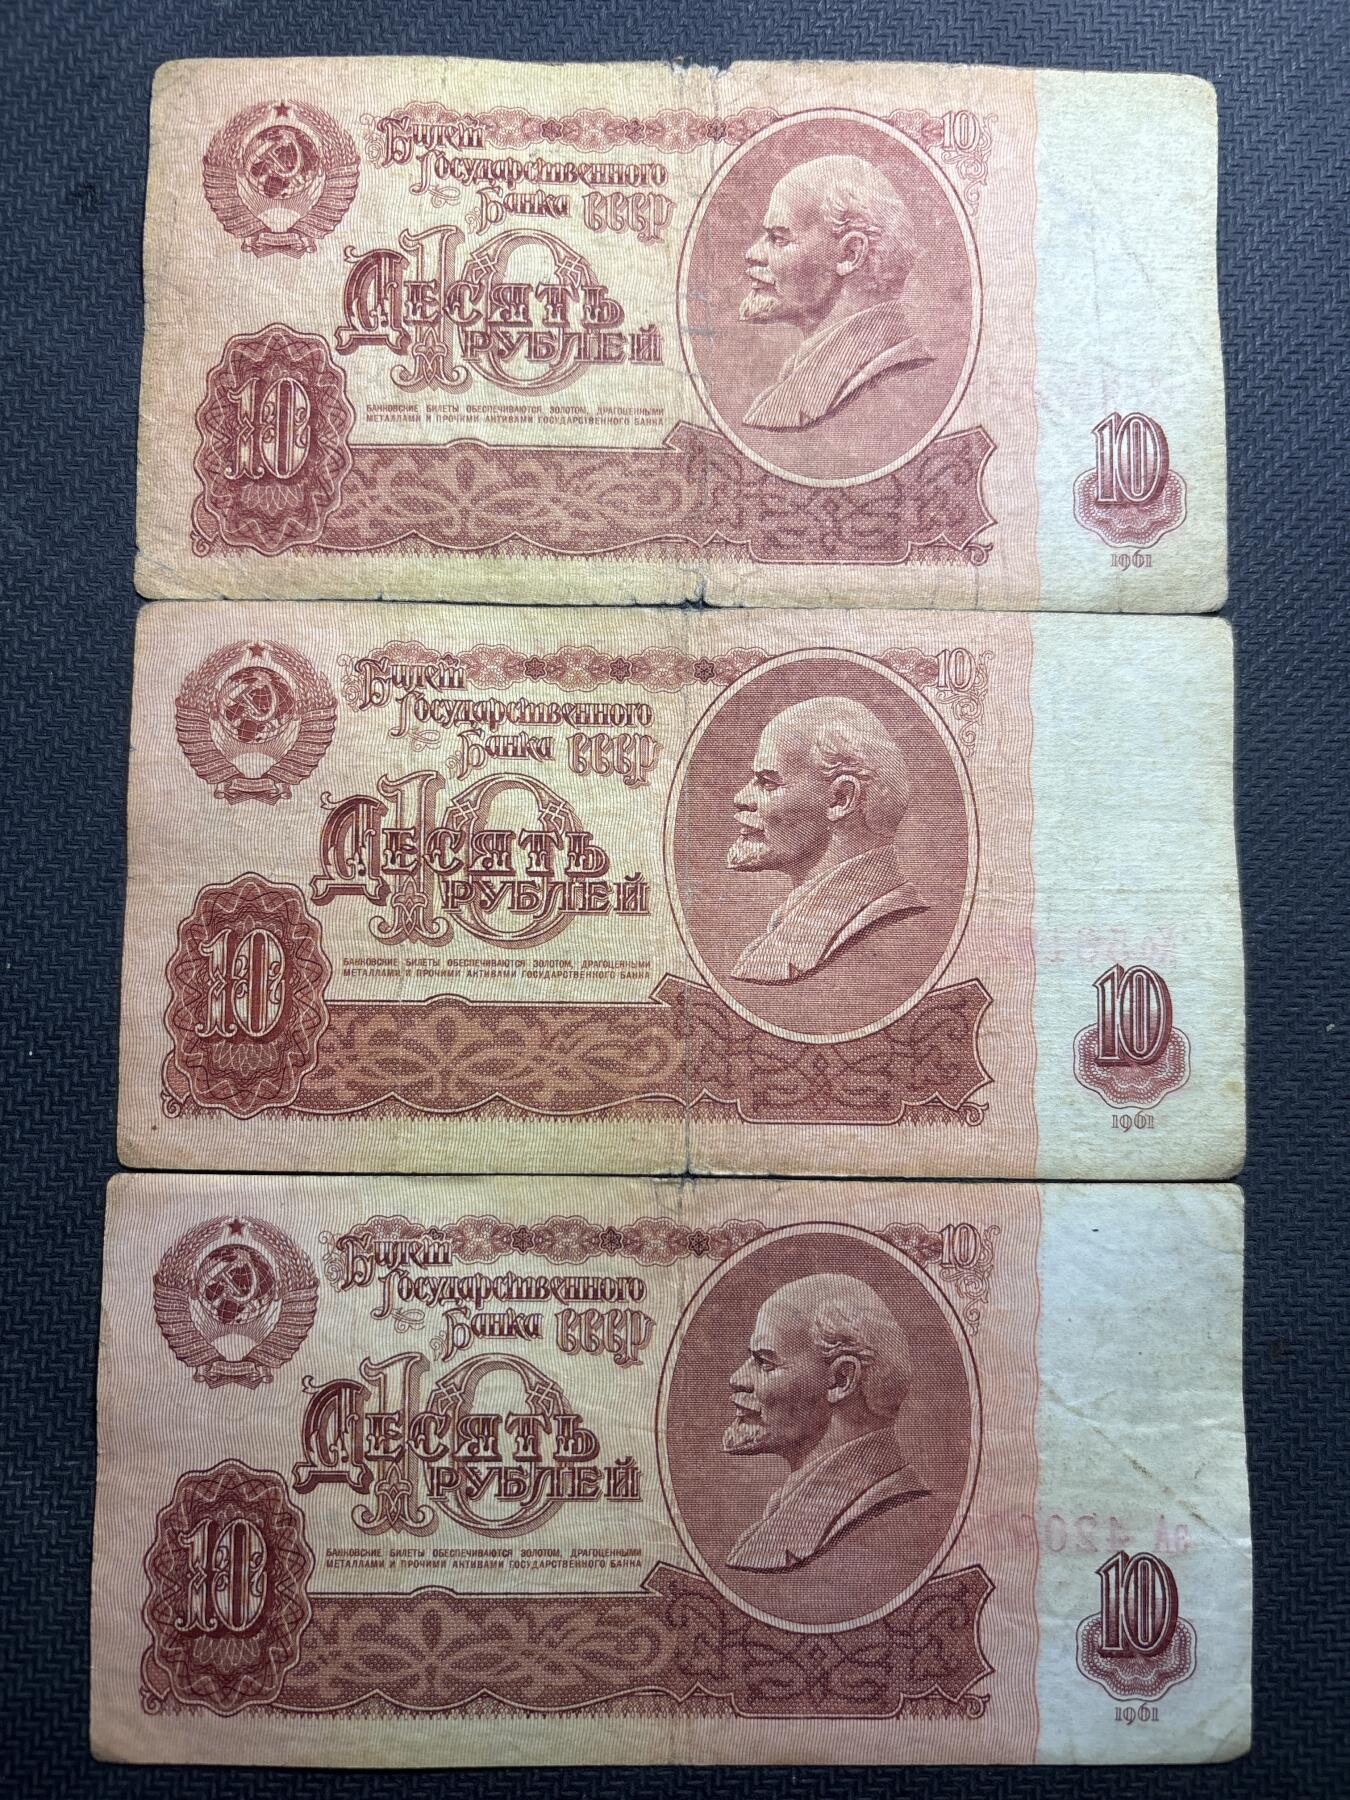 Билет
Государственного
Банка СССР
10
10
Десять
рублей
10
БАНКОВСКИЕ БИЛЕТЫ ОБЕСПЕЧИВАЮТСЯ ЗОЛОТОМ, ДРАГОЦЕННЫМИ
МЕТАЛЛАМИ И ПРОЧИМИ АКТИВАМИ ГОСУДАРСТВЕННОГО БАНКА
10
1961
Билет
Государственного
Банка СССР
10
10
Десять
рублей
10
БАНКОВСКИЕ БИЛЕТЫ ОБЕСПЕЧИВАЮТСЯ ЗОЛОТОМ, ДРАГОЦЕННЫМИ
МЕТАЛЛАМИ И ПРОЧИМИ АКТИВАМИ ГОСУДАРСТВЕННОГО БАНКА
10
1961
Билет
Государственного
Банка СССР
10
10
Десять
рублей
10
БАНКОВСКИЕ БИЛЕТЫ ОБЕСПЕЧИВАЮТСЯ ЗОЛОТОМ, ДРАГОЦЕННЫМИ
МЕТАЛЛАМИ И ПРОЧИМИ АКТИВАМИ ГОСУДАРСТВЕННОГО БАНКА
10
1961